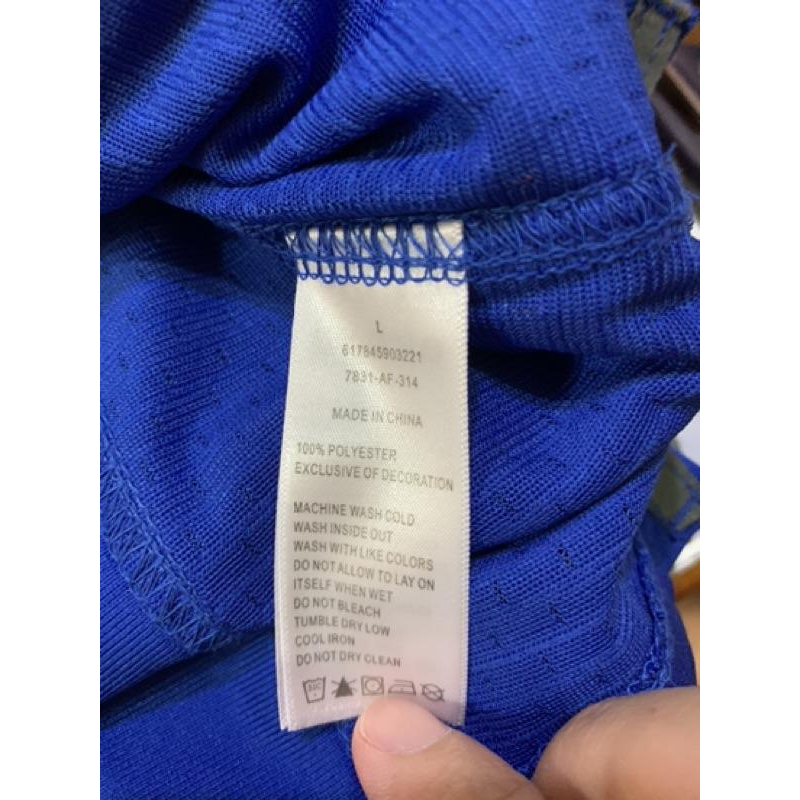 L
617845903221
7831-AF-314
MADE IN CHINA
100% POLYESTER
EXCLUSIVE OF DECORATION
MACHINE WASH COLD
WASH INSIDE OUT
WASH WITH LIKE COLORS
DO NOT ALLOW TO LAY ON
ITSELF WHEN WET
DO NOT BLEACH
TUMBLE DRY LOW
COOL IRON
DO NOT DRY CLEAN